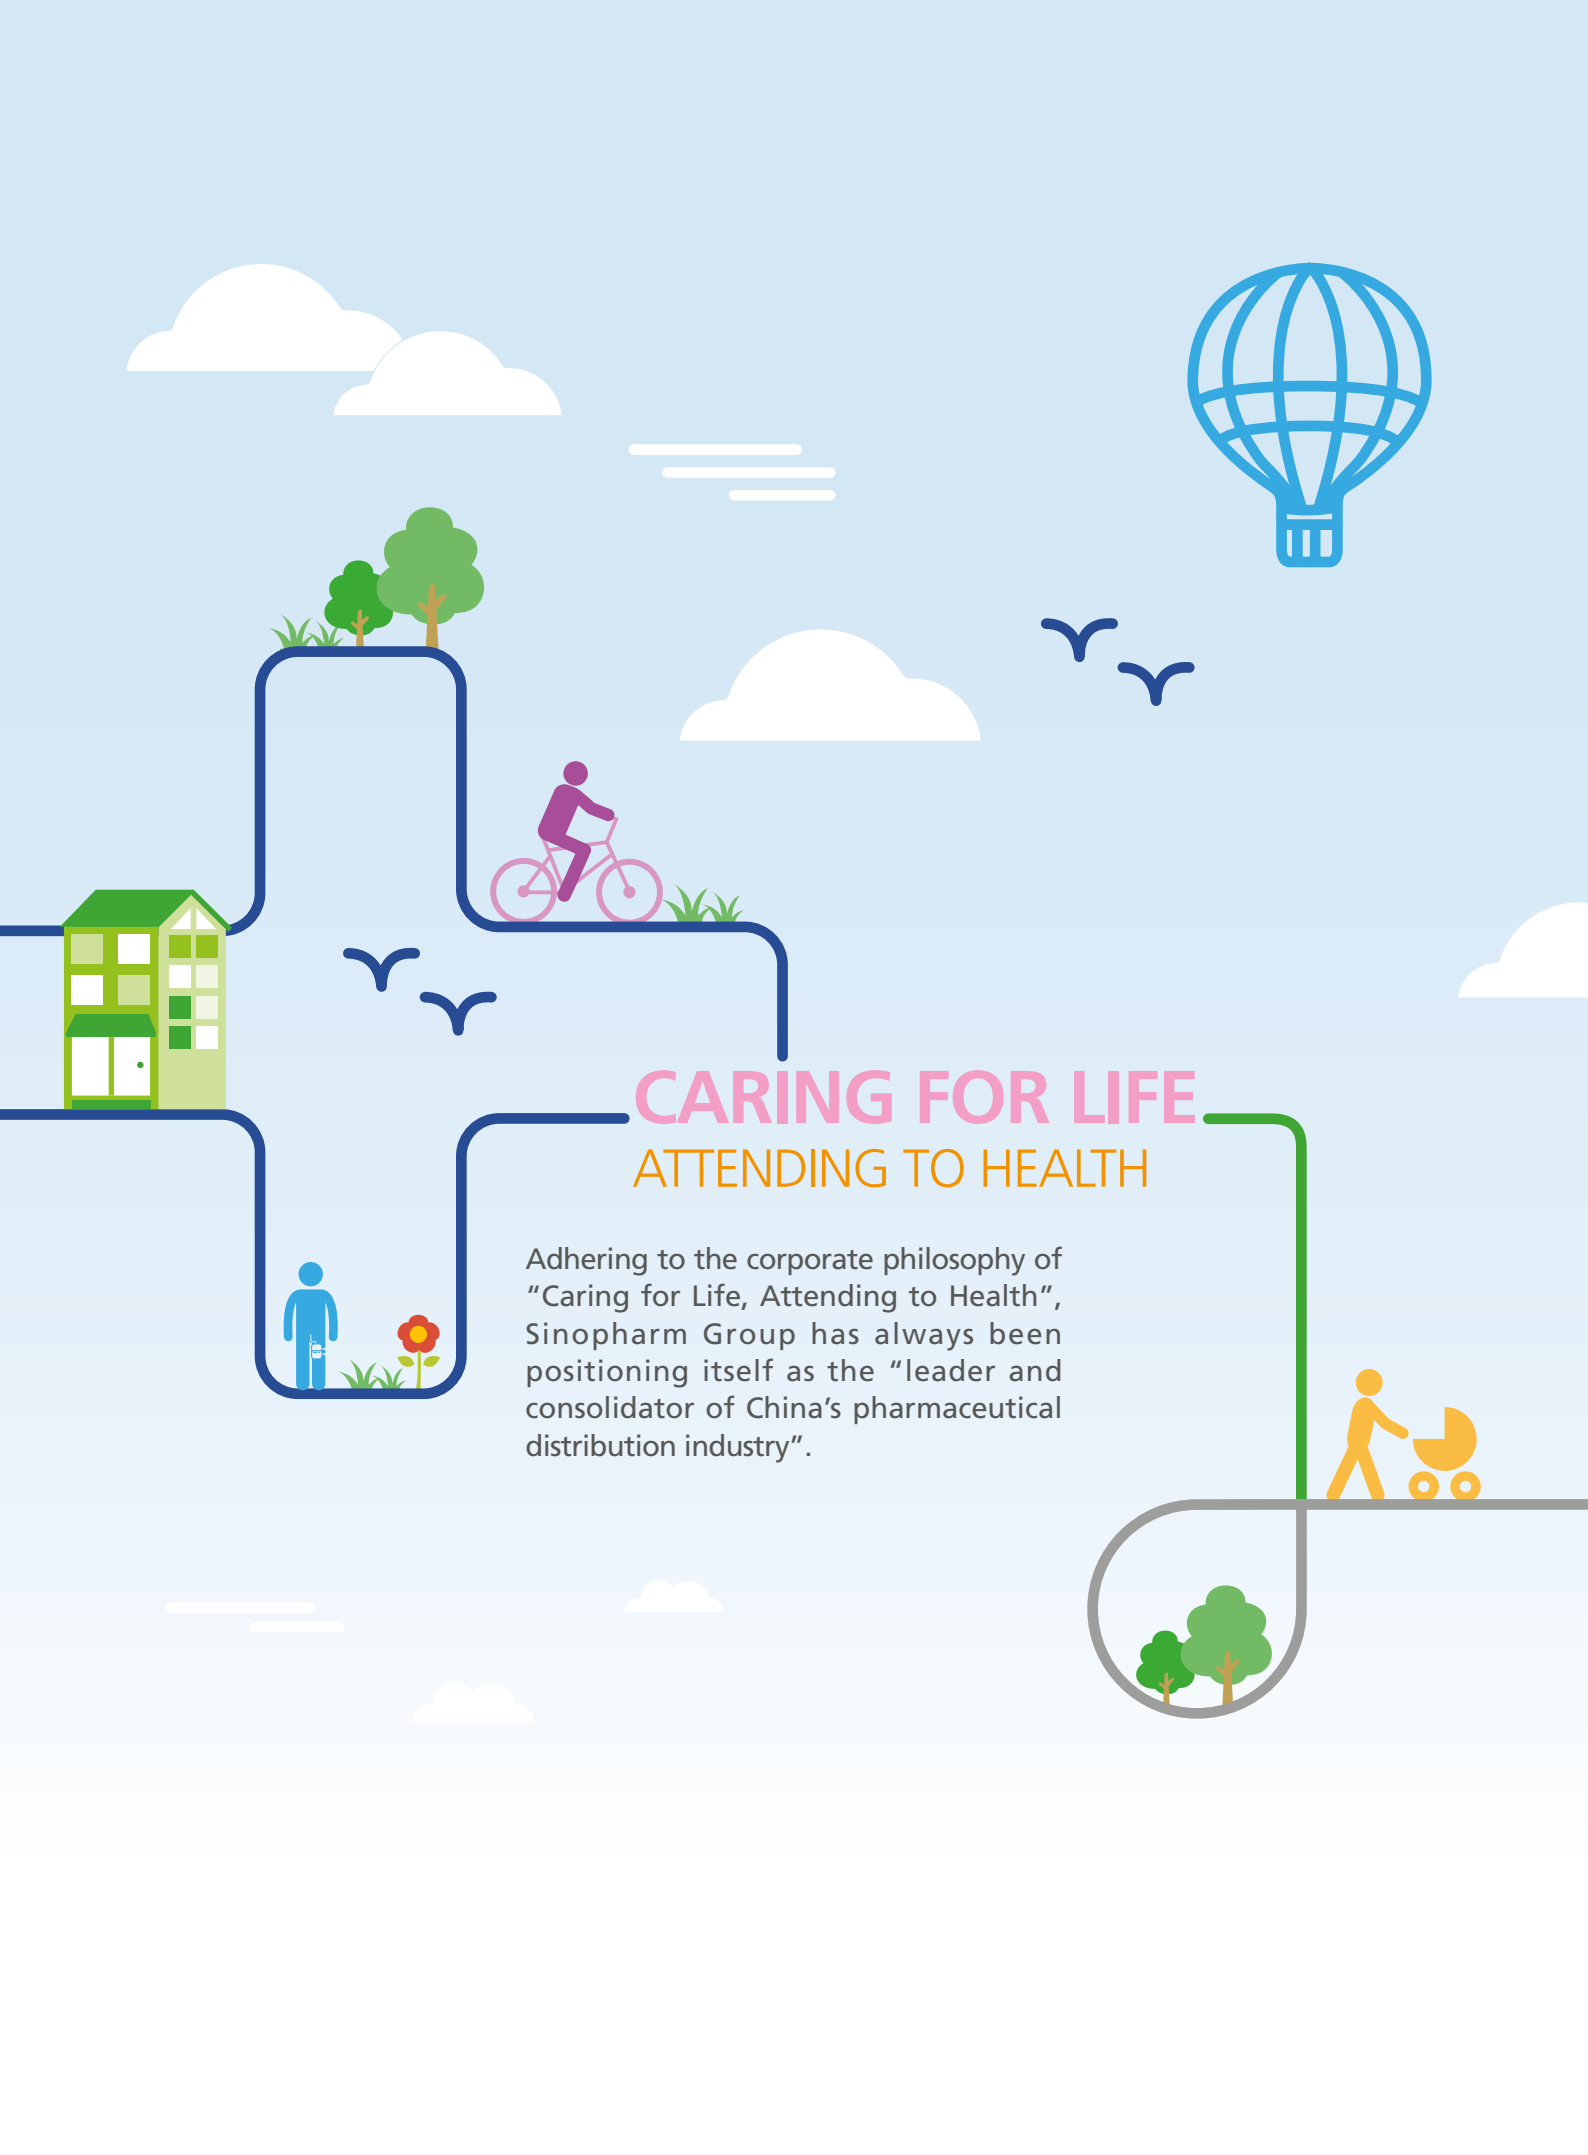 CARING FOR LIFE
ATTENDING TO HEALTH
Adhering to the corporate philosophy of
“Caring for Life, Attending to Health”,
Sinopharm Group has always been
positioning itself as the “leader and
consolidator of China’s pharmaceutical
distribution industry”.